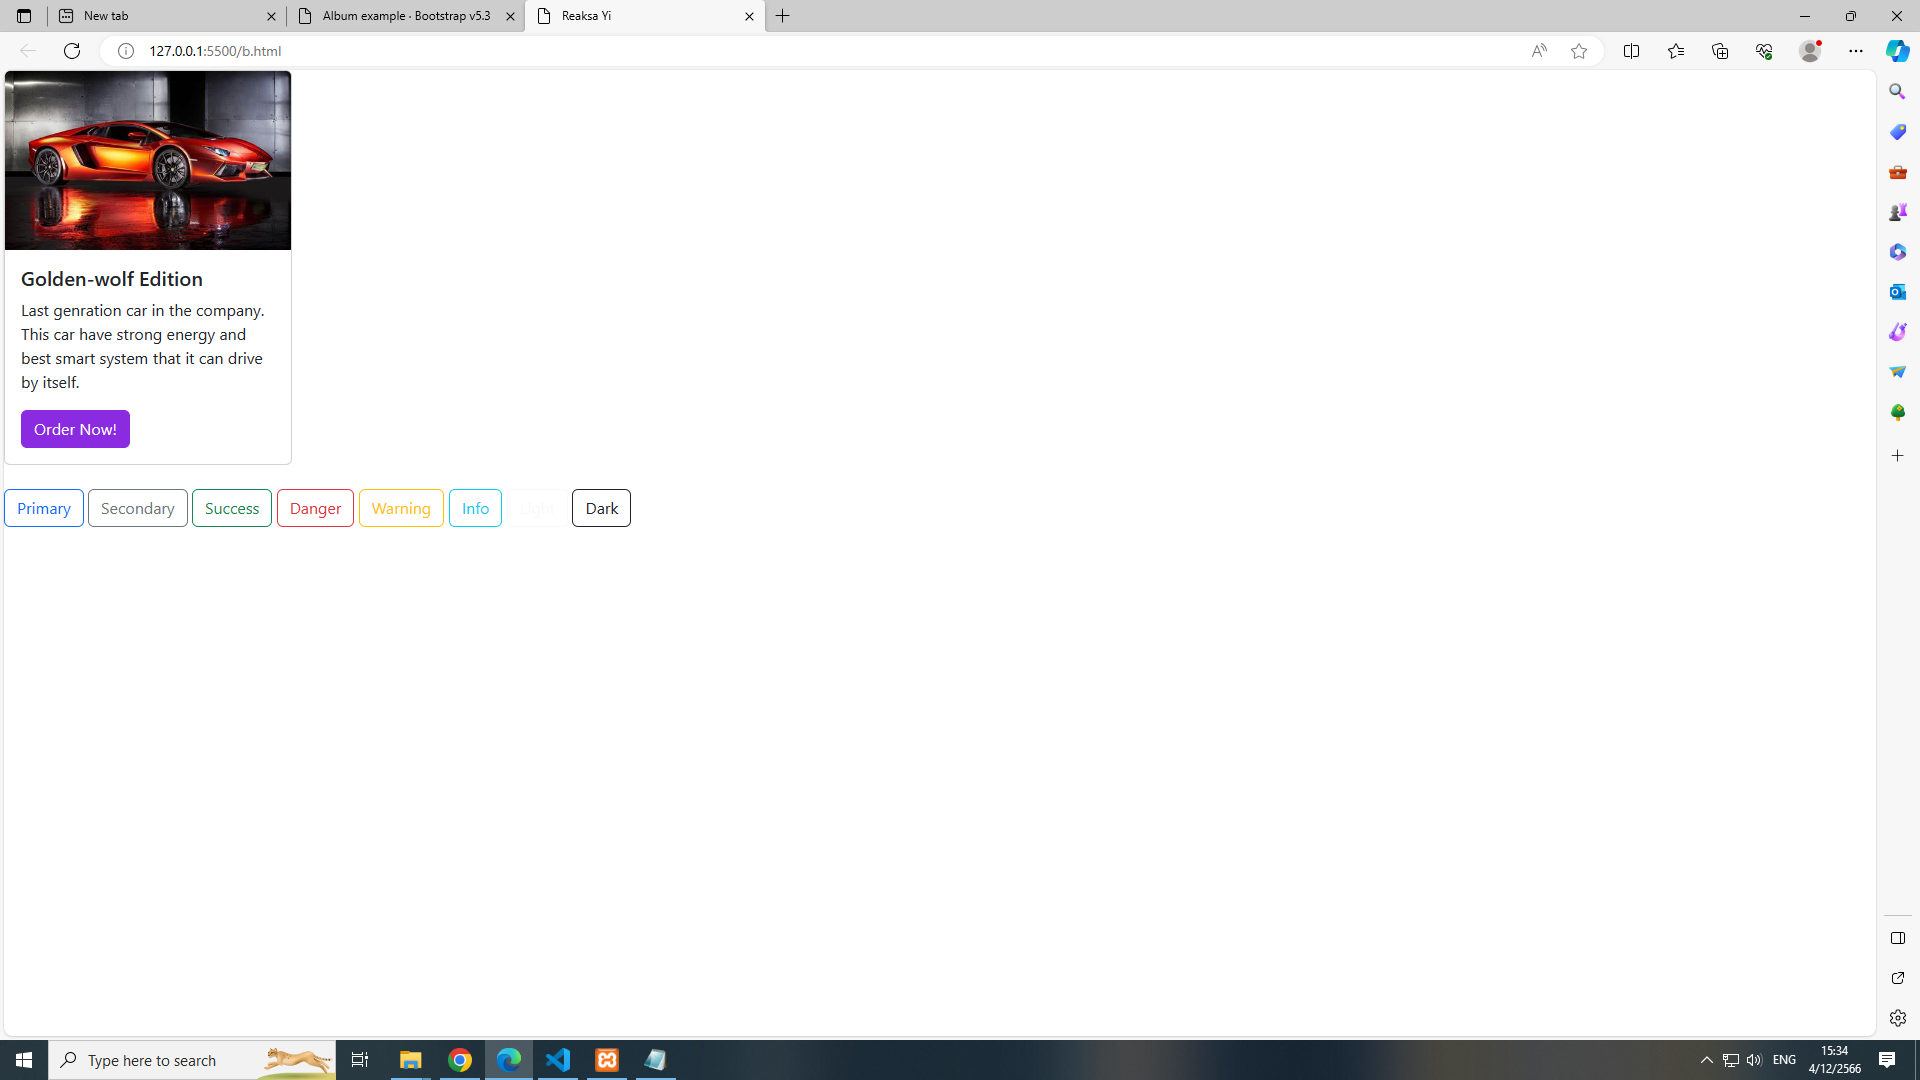 New tab
Album example · Bootstrap v5.3
Reaksa Yi
127.0.0.1:5500/b.html
Golden-wolf Edition
Last genration car in the company.
This car have strong energy and
best smart system that it can drive
by itself.
Order Now!
Primary Secondary Success Danger Warning Info Light Dark
Type here to search
ENG
15:34
4/12/2566